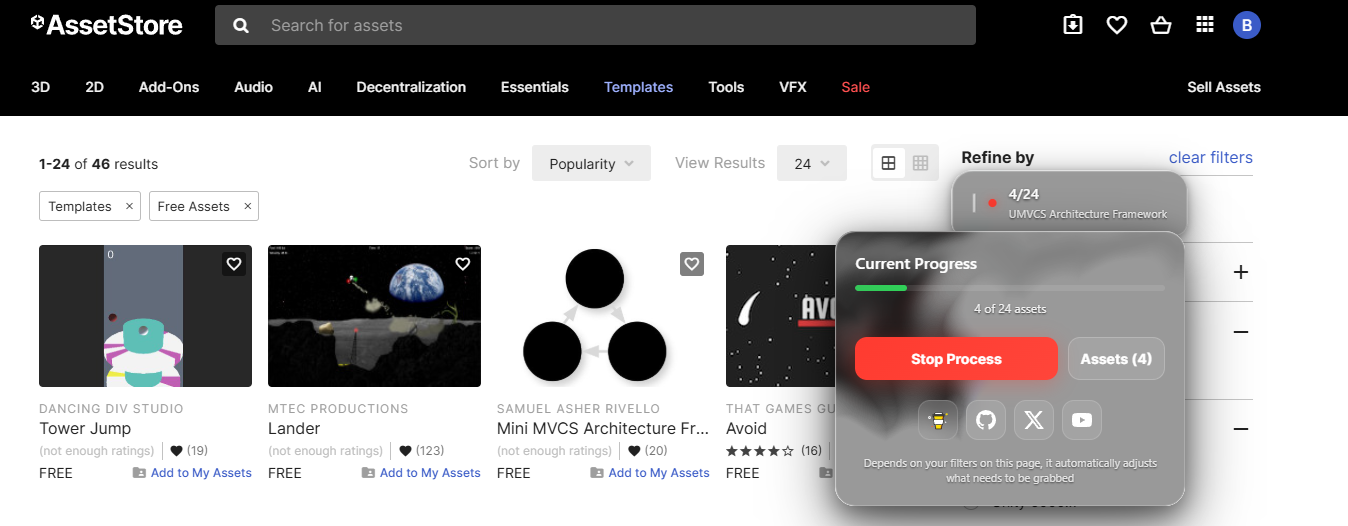 AssetStore
Search for assets
B
3D 2D Add-Ons Audio AI Decentralization Essentials Templates Tools VFX Sale Sell Assets
1-24 of 46 results
Sort by Popularity View Results 24
Refine by clear filters
Templates × Free Assets ×
4/24
UMVCS Architecture Framework
Current Progress
4 of 24 assets
Stop Process Assets (4)
Depends on your filters on this page, it automatically adjusts
what needs to be grabbed
0
DANCING DIV STUDIO
Tower Jump
(not enough ratings) (19)
FREE Add to My Assets
MTEC PRODUCTIONS
Lander
(not enough ratings) (123)
FREE Add to My Assets
SAMUEL ASHER RIVELLO
Mini MVCS Architecture Fr...
(not enough ratings) (20)
FREE Add to My Assets
THAT GAMES GU
Avoid
(16)
FREE